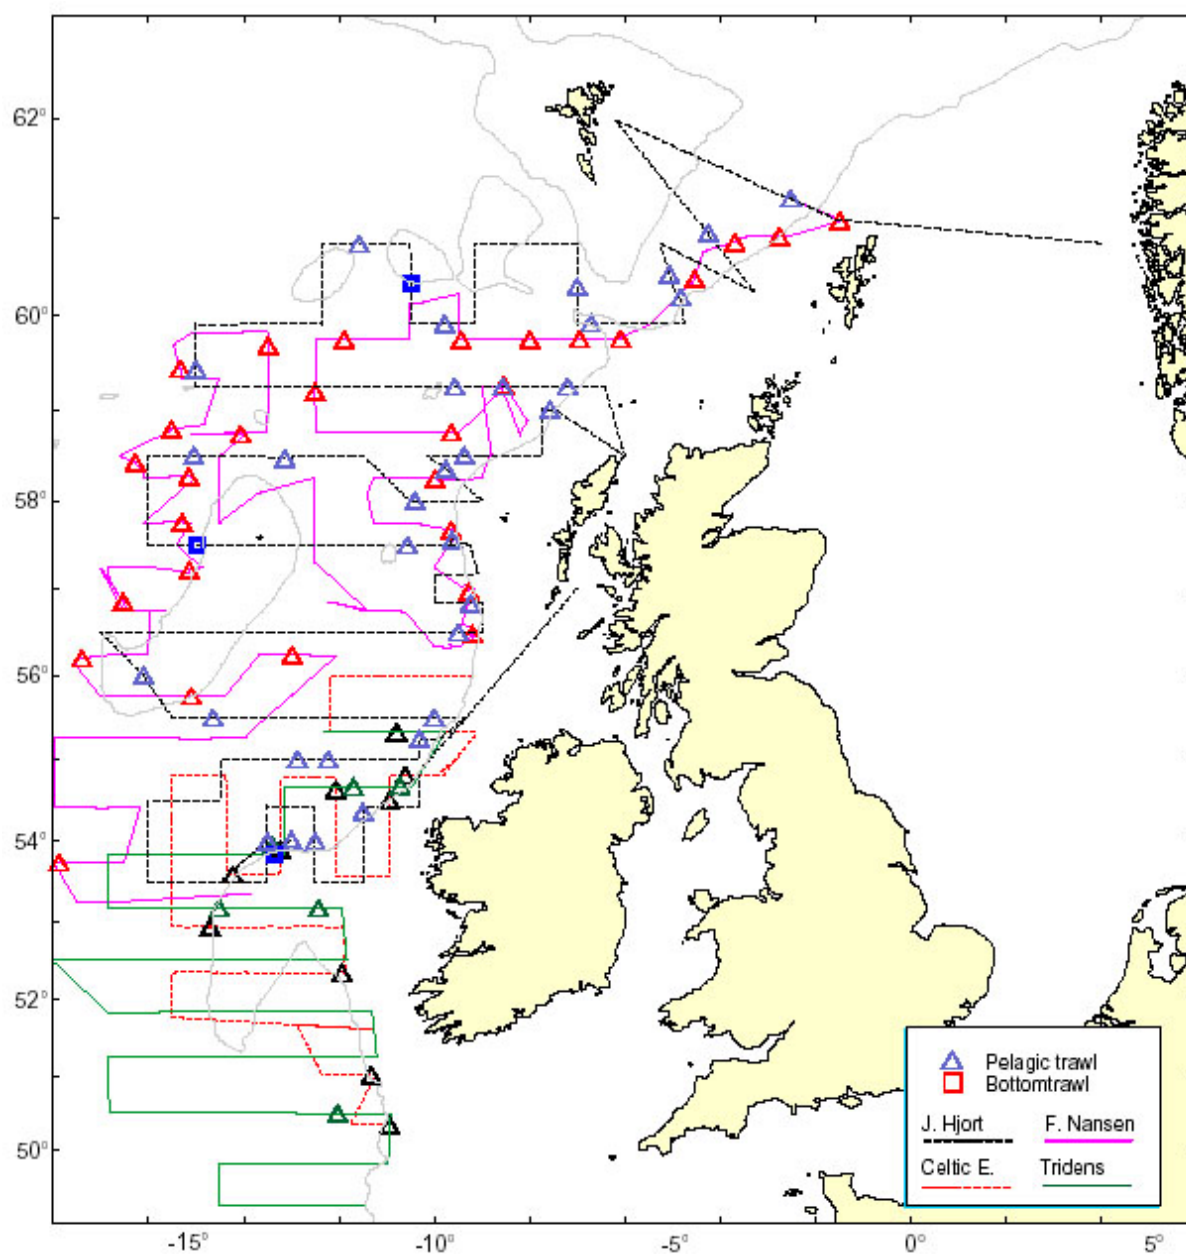 62°
60°
58°
56°
54°
52°
50°
Pelagic trawl
Bottomtrawl
J. Hjort F. Nansen
Celtic E. Tridens
-15° -10° -5° 0° 5°